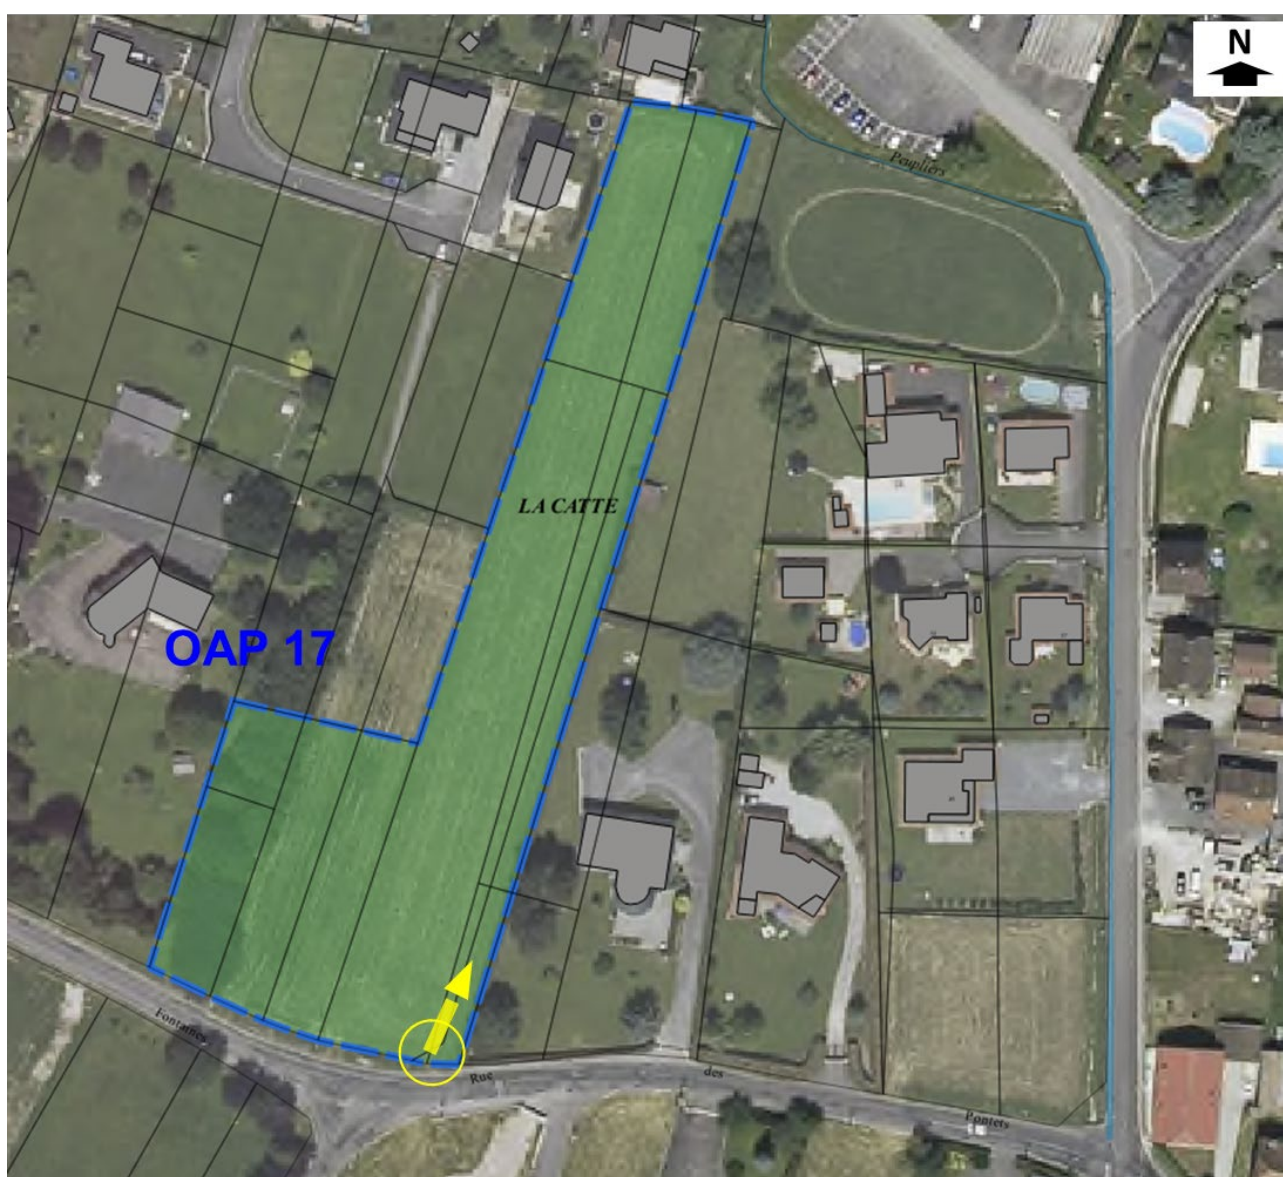 N
Peupliers
LA CATTE
OAP 17
Fontaines
Rue
des
Pontets